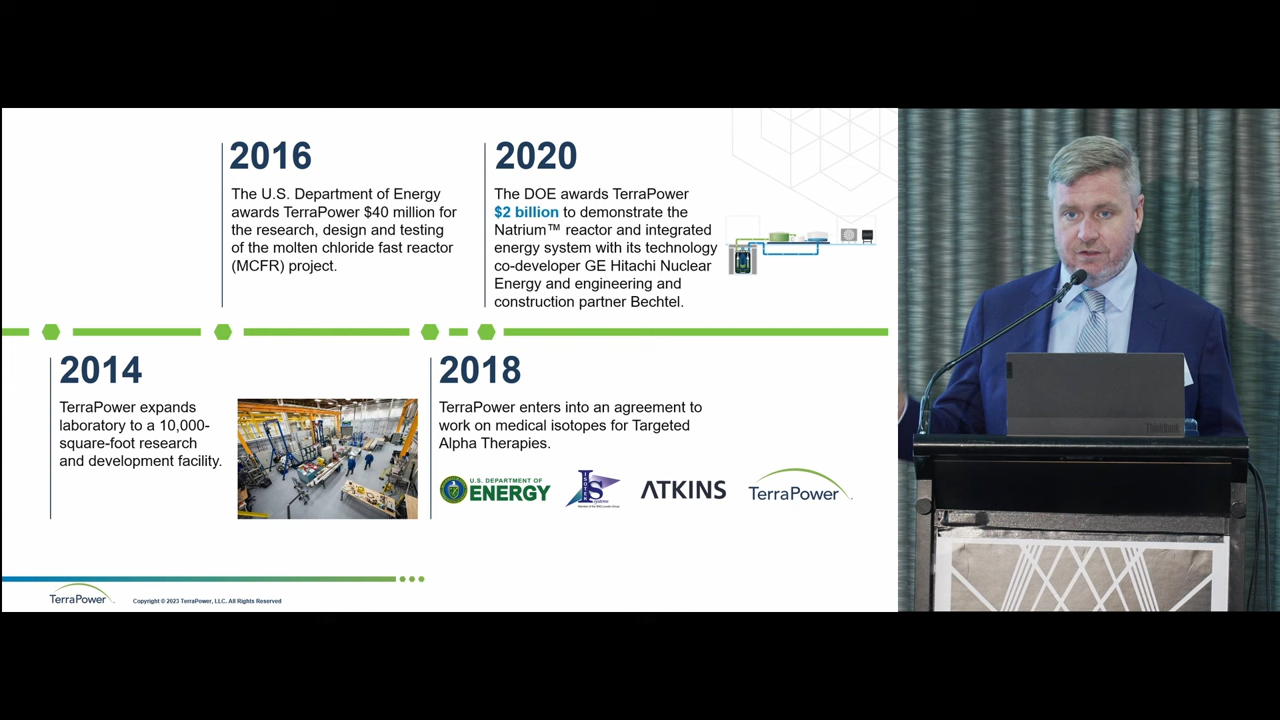 2016
The U.S. Department of Energy
awards TerraPower $40 million for
the research, design and testing
of the molten chloride fast reactor
(MCFR) project.
2020
The DOE awards TerraPower
$2 billion to demonstrate the
Natrium™ reactor and integrated
energy system with its technology
co-developer GE Hitachi Nuclear
Energy and engineering and
construction partner Bechtel.
2014
TerraPower expands
laboratory to a 10,000-
square-foot research
and development facility.
2018
TerraPower enters into an agreement to
work on medical isotopes for Targeted
Alpha Therapies.
U.S. DEPARTMENT OF
ENERGY
ISOTEK
Systems
ATKINS
TerraPower
TerraPower
Copyright © 2023 TerraPower, LLC. All Rights Reserved
ThinkBook